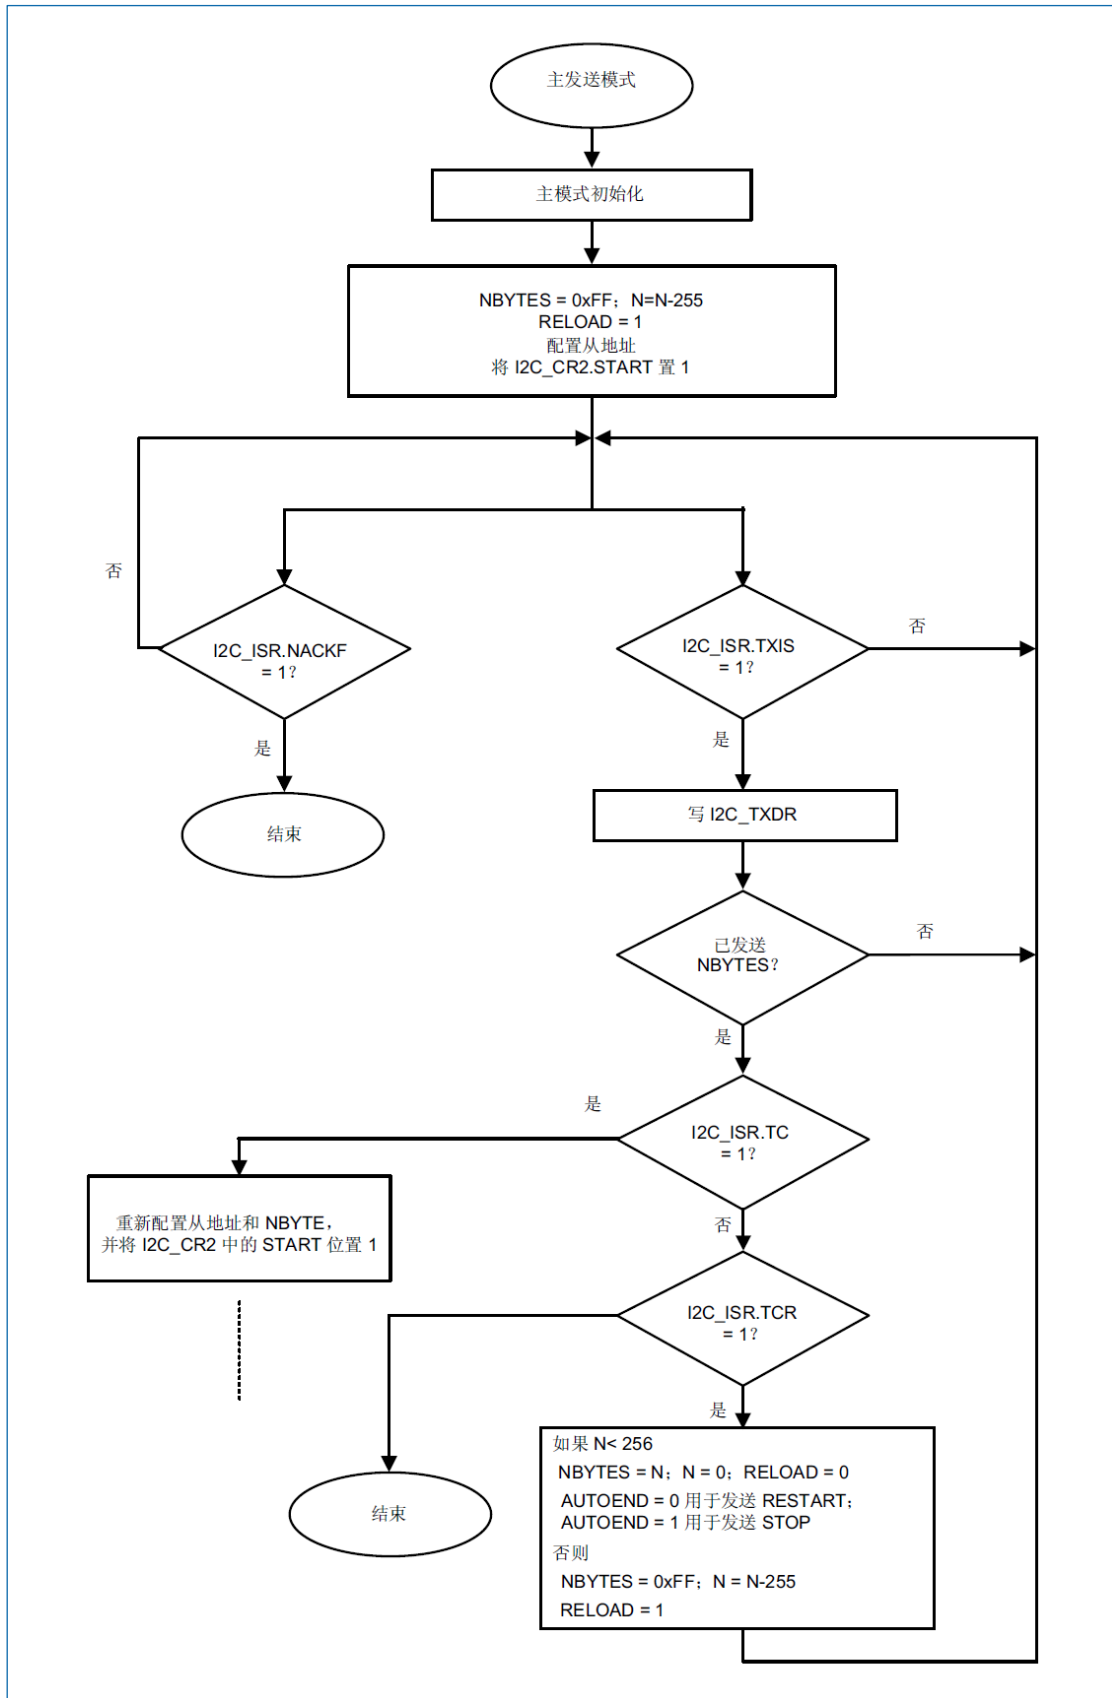 主发送模式
主模式初始化
NBYTES = 0xFF；N=N-255
RELOAD = 1
配置从地址
将 I2C_CR2.START 置 1
否
I2C_ISR.NACKF
= 1？
是
结束
I2C_ISR.TXIS
= 1？
否
是
写 I2C_TXDR
已发送
NBYTES？
否
是
I2C_ISR.TC
= 1？
是
重新配置从地址和 NBYTE，
并将 I2C_CR2 中的 START 位置 1
否
I2C_ISR.TCR
= 1？
结束
是
如果 N< 256
NBYTES = N；N = 0；RELOAD = 0
AUTOEND = 0 用于发送 RESTART；
AUTOEND = 1 用于发送 STOP
否则
NBYTES = 0xFF；N = N-255
RELOAD = 1